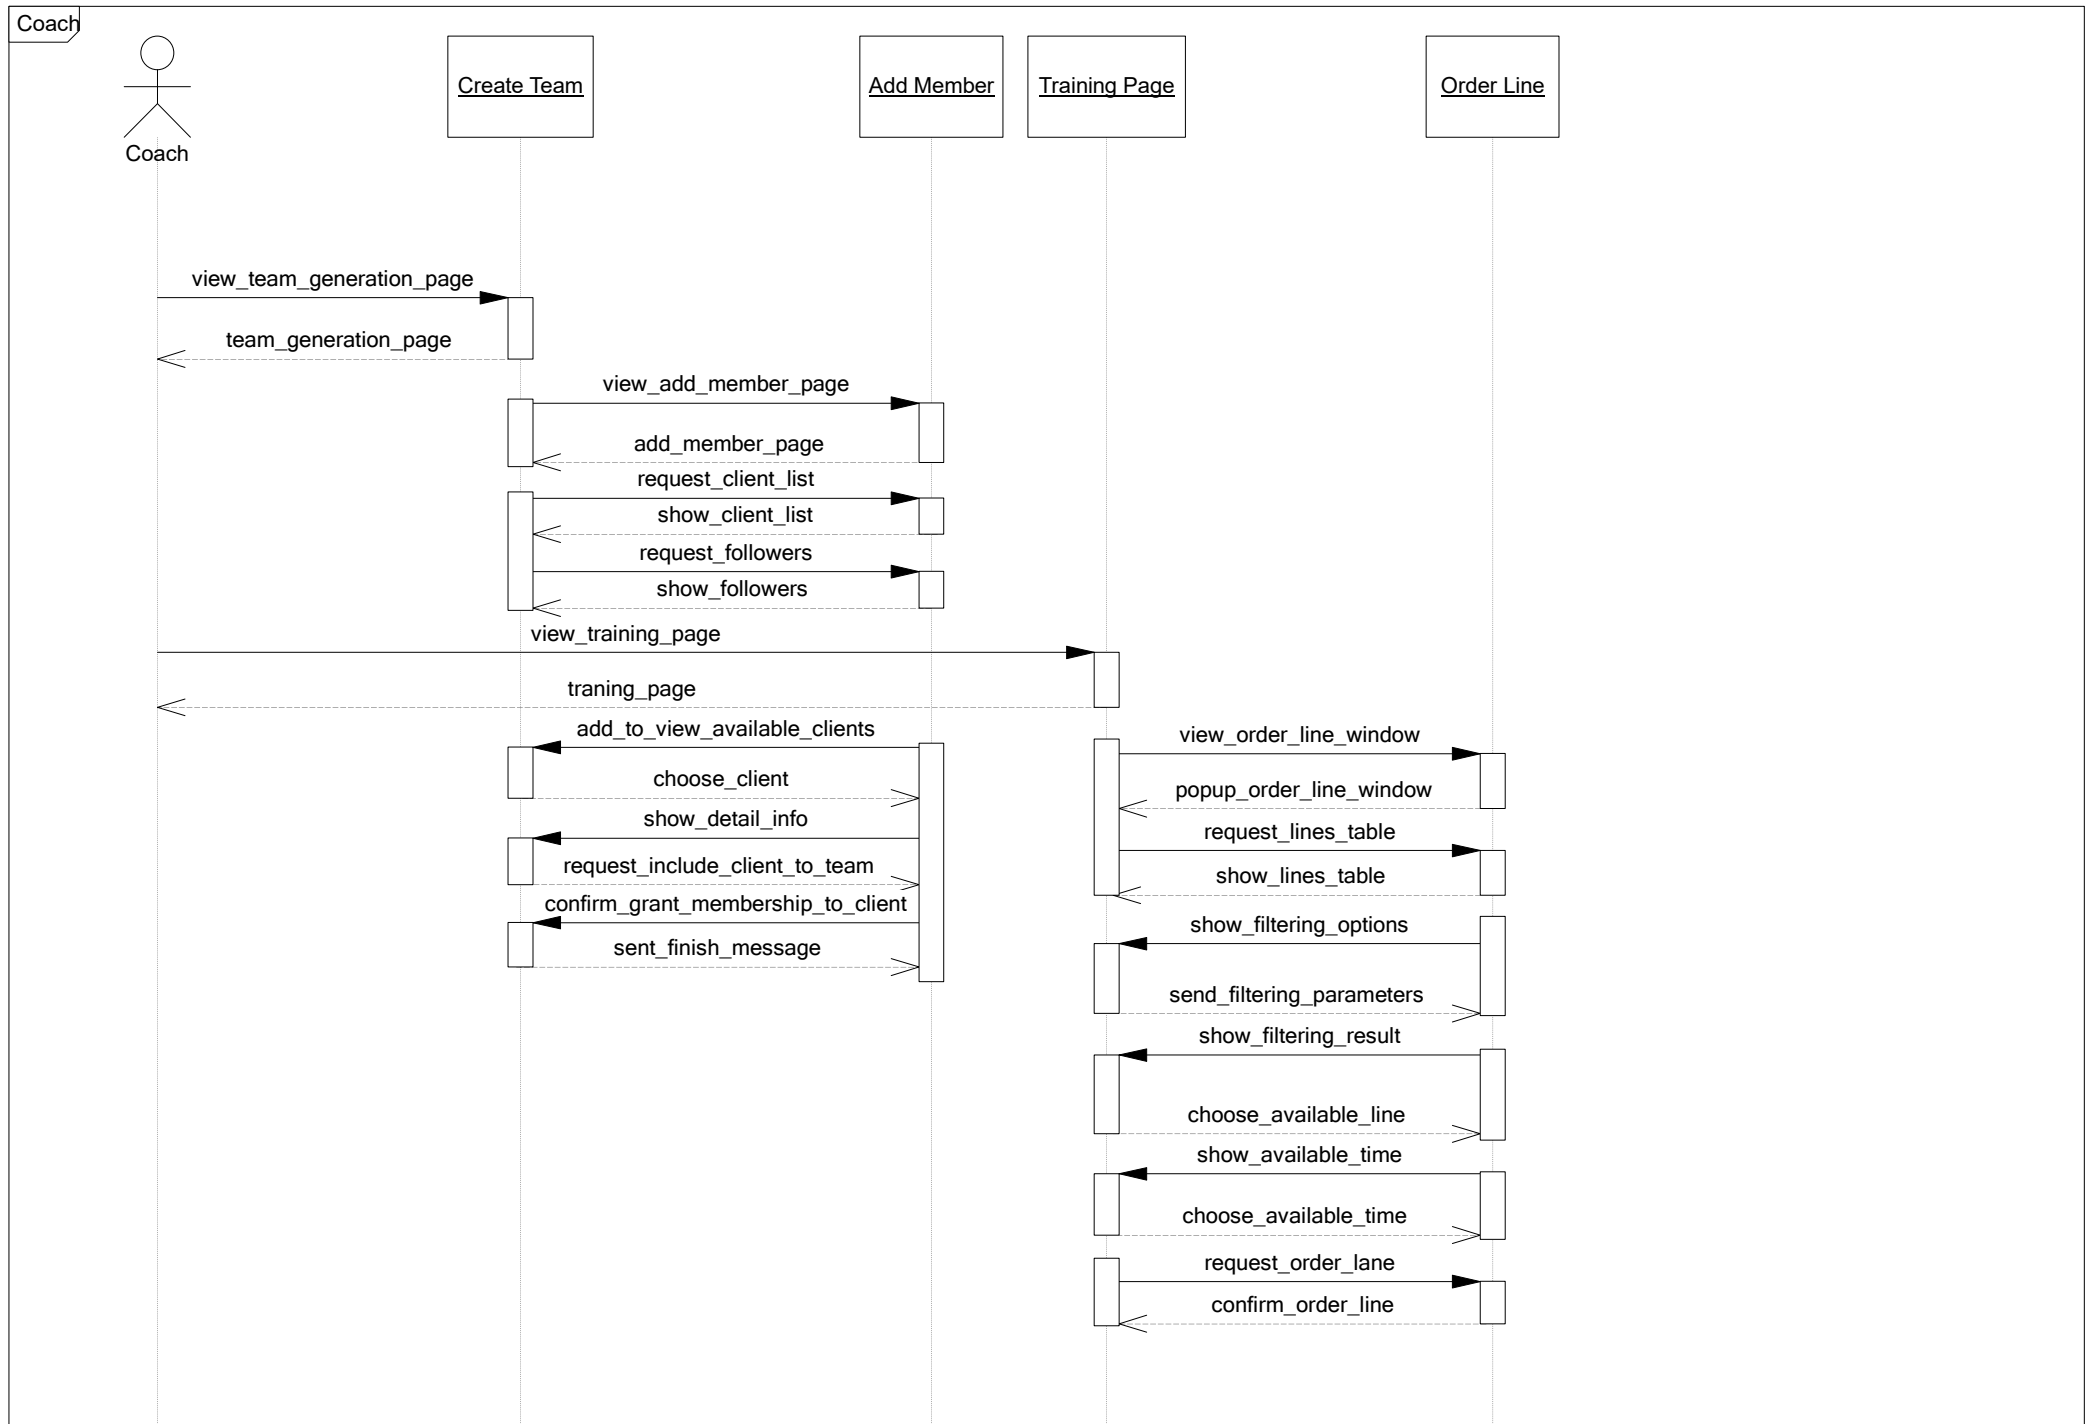 Coach
Create Team
Add Member
Training Page
Order Line
Coach
view_team_generation_page
team_generation_page
view_add_member_page
add_member_page
request_client_list
show_client_list
request_followers
show_followers
view_training_page
traning_page
add_to_view_available_clients
view_order_line_window
choose_client
popup_order_line_window
show_detail_info
request_lines_table
request_include_client_to_team
show_lines_table
confirm_grant_membership_to_client
show_filtering_options
sent_finish_message
send_filtering_parameters
show_filtering_result
choose_available_line
show_available_time
choose_available_time
request_order_lane
confirm_order_line